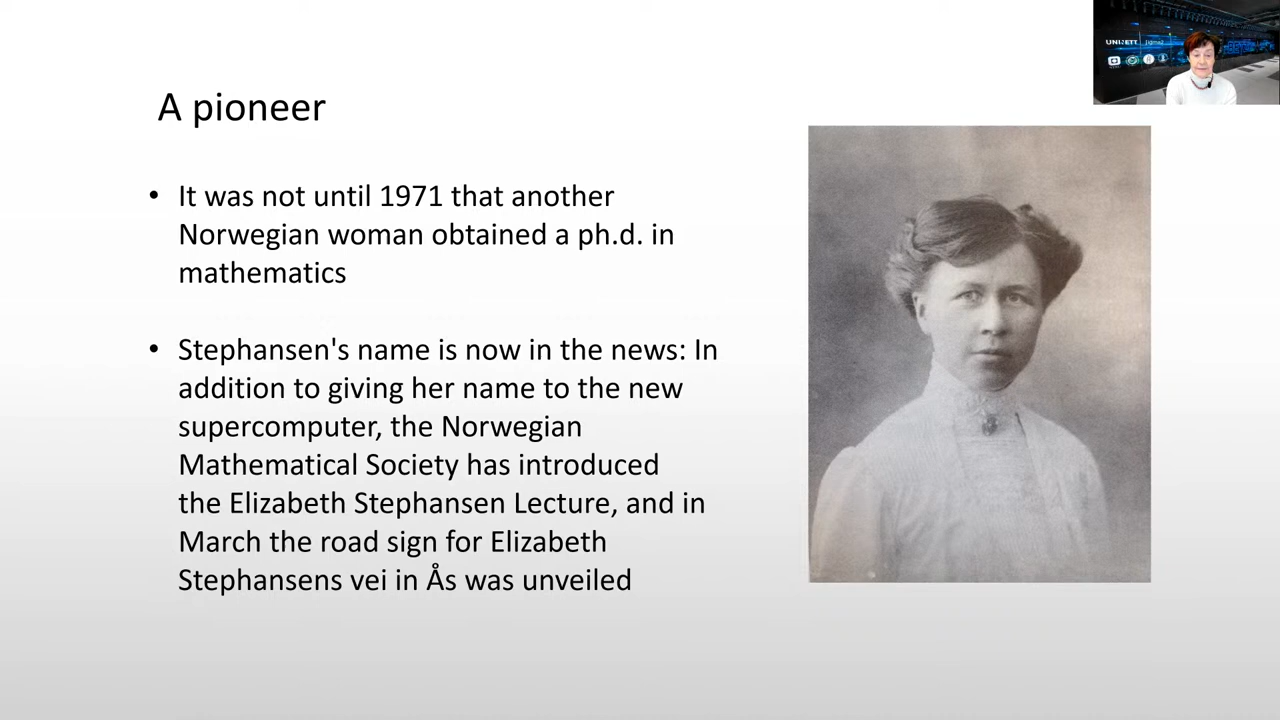 A pioneer
• It was not until 1971 that another
Norwegian woman obtained a ph.d. in
mathematics
• Stephansen's name is now in the news: In
addition to giving her name to the new
supercomputer, the Norwegian
Mathematical Society has introduced
the Elizabeth Stephansen Lecture, and in
March the road sign for Elizabeth
Stephansens vei in Ås was unveiled
UNINETT